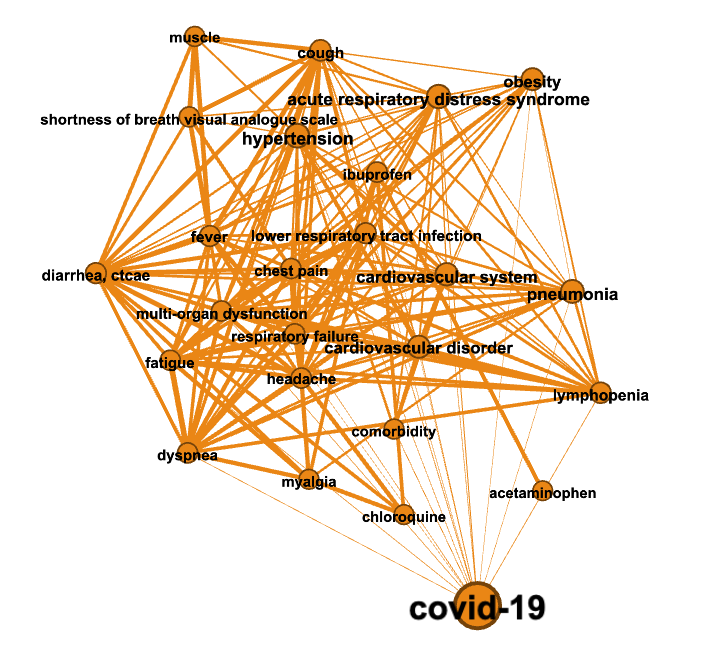 muscle
cough
obesity
acute respiratory distress syndrome
shortness of breath visual analogue scale
hypertension
ibuprofen
fever
lower respiratory tract infection
diarrhea, ctcae
chest pain
cardiovascular system
pneumonia
multi-organ dysfunction
respiratory failure
cardiovascular disorder
fatigue
headache
lymphopenia
comorbidity
dyspnea
myalgia
acetaminophen
chloroquine
covid-19